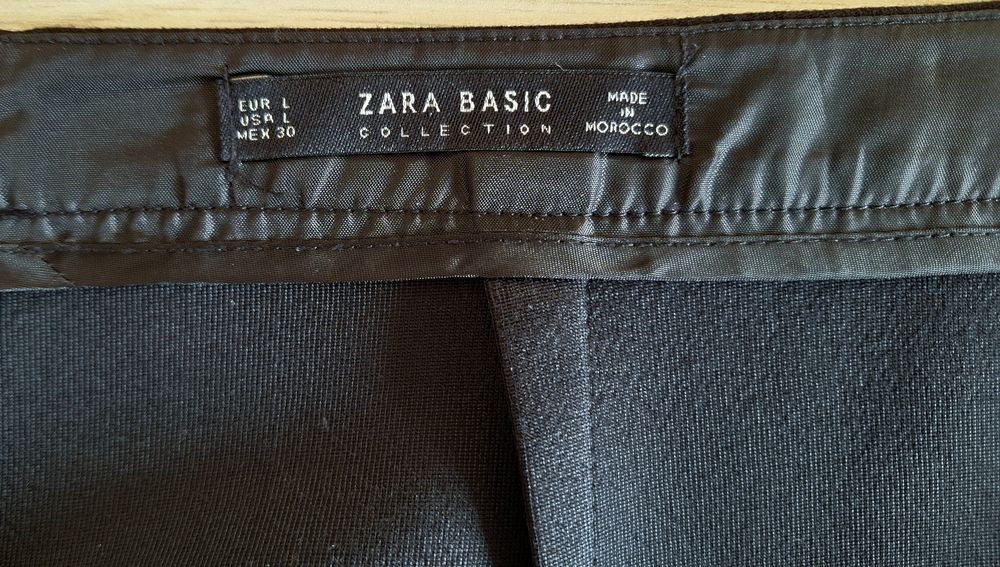 EUR L
USA L
MEX 30
ZARA BASIC
COLLECTION
MADE
IN
MOROCCO